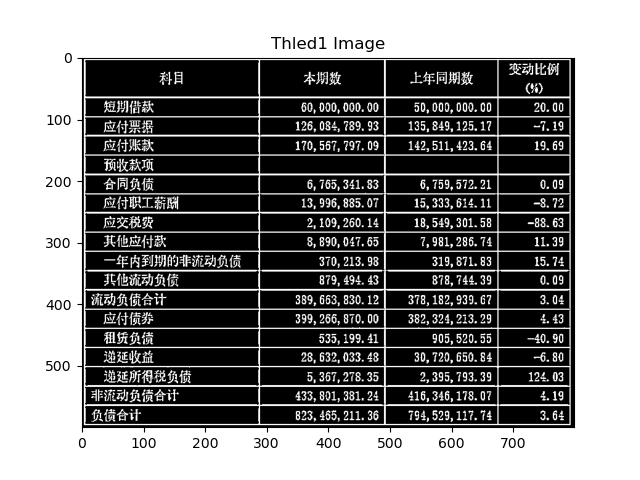 Thled1 Image
科目 本期数 上年同期数 变动比例(%)
短期借款 60,000,000.00 50,000,000.00 20.00
应付票据 126,084,789.93 135,849,125.17 -7.19
应付账款 170,567,797.09 142,511,423.64 19.69
预收款项
合同负债 6,765,341.83 6,759,572.21 0.09
应付职工薪酬 13,996,885.07 15,333,614.11 -8.72
应交税费 2,109,260.14 18,549,301.58 -88.63
其他应付款 8,890,047.65 7,981,286.74 11.39
一年内到期的非流动负债 370,213.98 319,871.83 15.74
其他流动负债 879,494.43 878,744.39 0.09
流动负债合计 389,663,830.12 378,182,939.67 3.04
应付债券 399,266,870.00 382,324,213.29 4.43
租赁负债 535,199.41 905,520.55 -40.90
递延收益 28,632,033.48 30,720,650.84 -6.80
递延所得税负债 5,367,278.35 2,395,793.39 124.03
非流动负债合计 433,801,381.24 416,346,178.07 4.19
负债合计 823,465,211.36 794,529,117.74 3.64
0
100
200
300
400
500
0 100 200 300 400 500 600 700